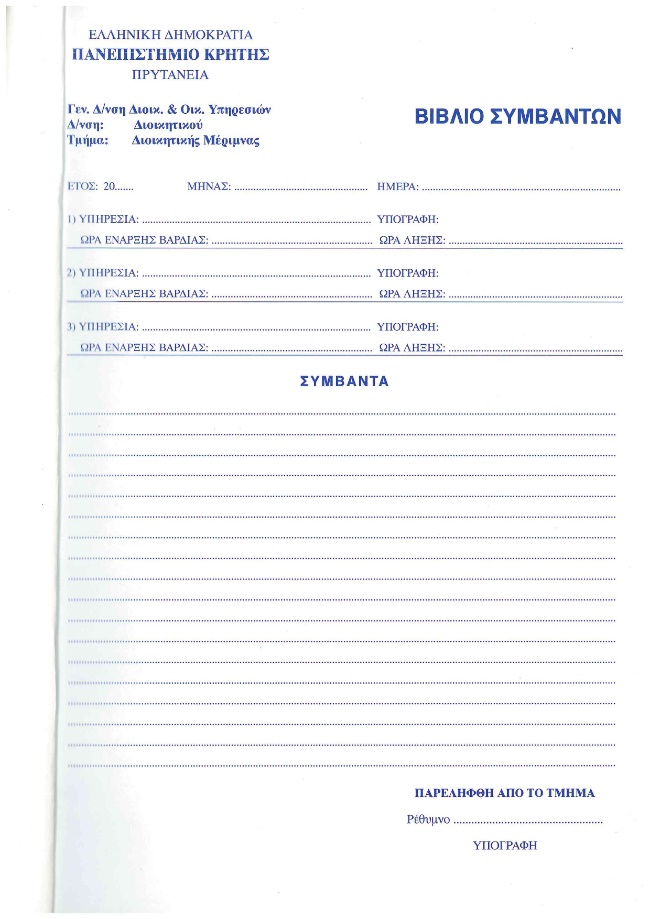 ΕΛΛΗΝΙΚΗ ΔΗΜΟΚΡΑΤΙΑ
ΠΑΝΕΠΙΣΤΗΜΙΟ ΚΡΗΤΗΣ
ΠΡΥΤΑΝΕΙΑ
Γεν. Δ/νση Διοικ. & Οικ. Υπηρεσιών
Δ/νση: Διοικητικού
Τμήμα: Διοικητικής Μέριμνας
ΒΙΒΛΙΟ ΣΥΜΒΑΝΤΩΝ
ΕΤΟΣ: 20...... ΜΗΝΑΣ: ............................................. ΗΜΕΡΑ: ...................................................................
1) ΥΠΗΡΕΣΙΑ: ............................................................................. ΥΠΟΓΡΑΦΗ:
ΩΡΑ ΕΝΑΡΞΗΣ ΒΑΡΔΙΑΣ: ...................................................... ΩΡΑ ΛΗΞΗΣ: ..........................................................
2) ΥΠΗΡΕΣΙΑ: ............................................................................. ΥΠΟΓΡΑΦΗ:
ΩΡΑ ΕΝΑΡΞΗΣ ΒΑΡΔΙΑΣ: ...................................................... ΩΡΑ ΛΗΞΗΣ: ..........................................................
3) ΥΠΗΡΕΣΙΑ: ............................................................................. ΥΠΟΓΡΑΦΗ:
ΩΡΑ ΕΝΑΡΞΗΣ ΒΑΡΔΙΑΣ: ...................................................... ΩΡΑ ΛΗΞΗΣ: ..........................................................
ΣΥΜΒΑΝΤΑ
ΠΑΡΕΛΗΦΘΗ ΑΠΟ ΤΟ ΤΜΗΜΑ
Ρέθυμνο ..................................................
ΥΠΟΓΡΑΦΗ